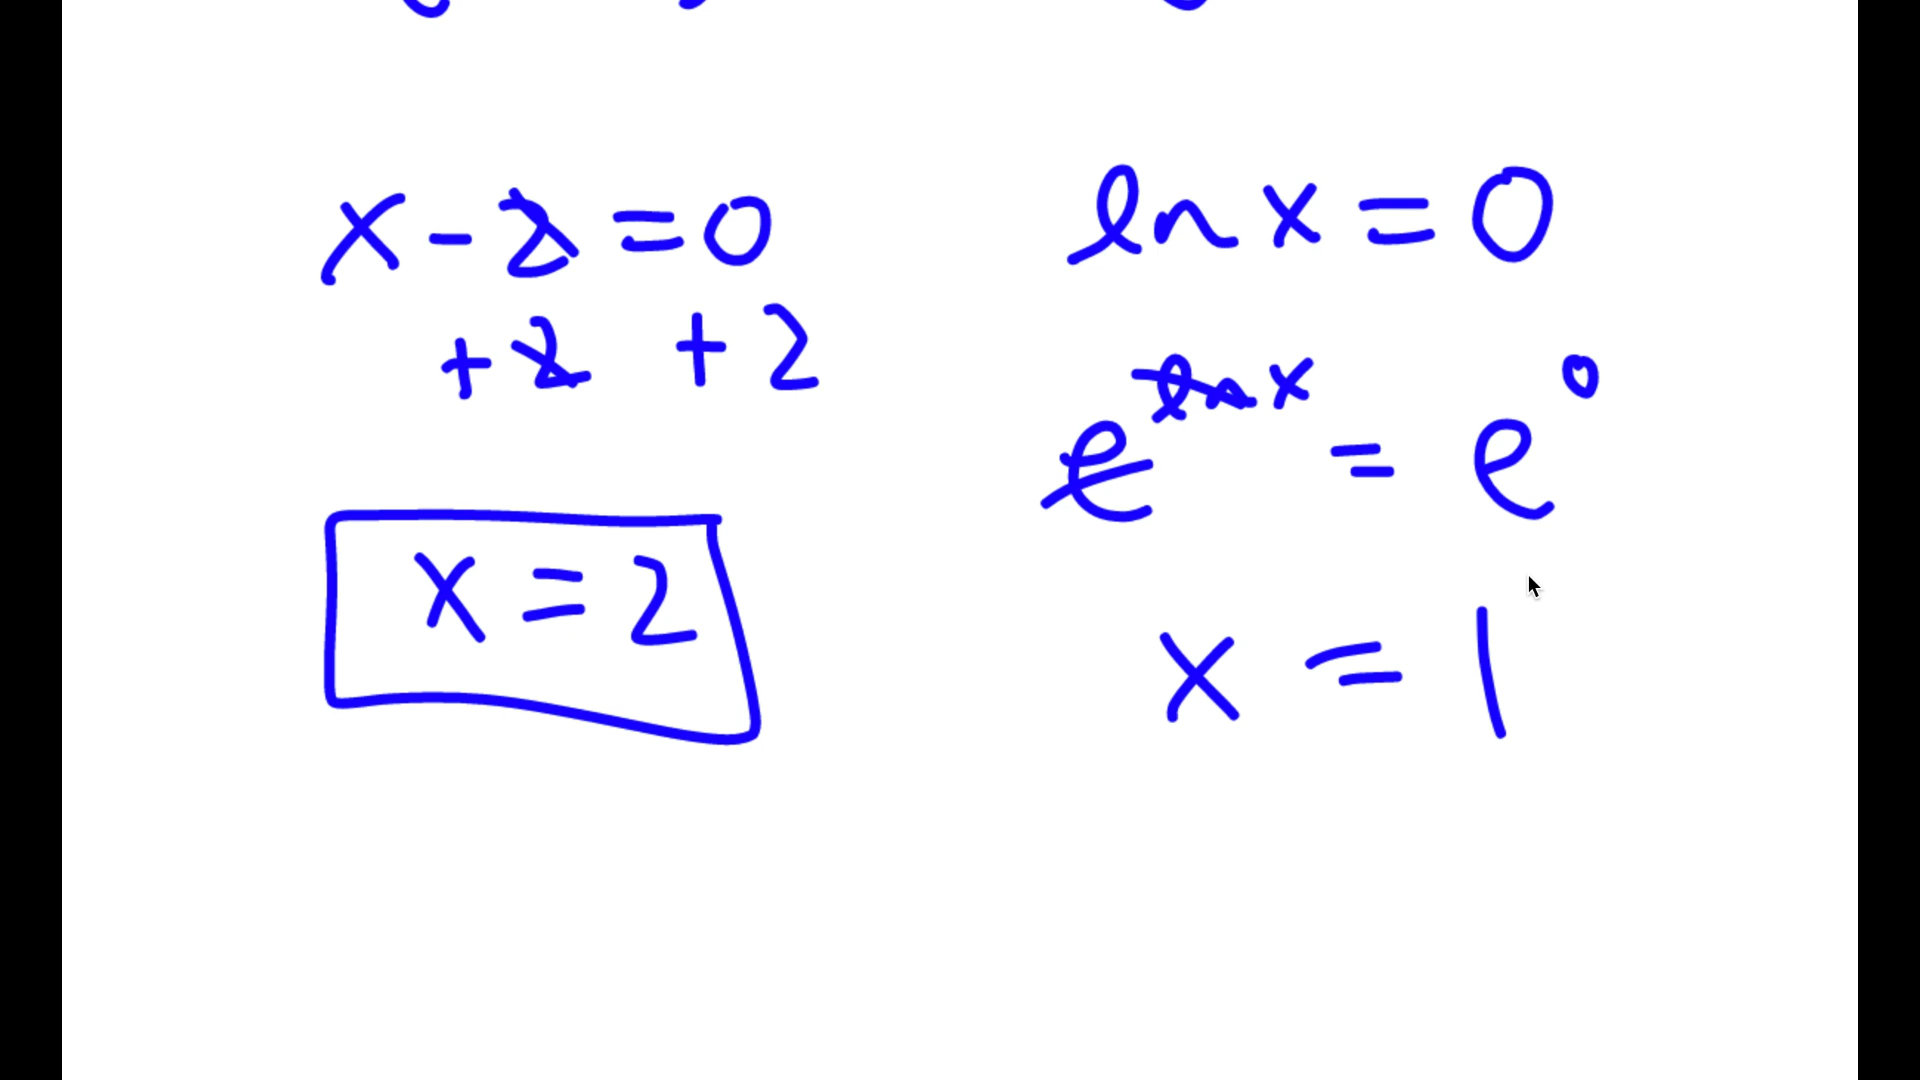 x - 2 = 0
+ 2 + 2
x = 2
ln x = 0
e^{ln x} = e^0
x = 1